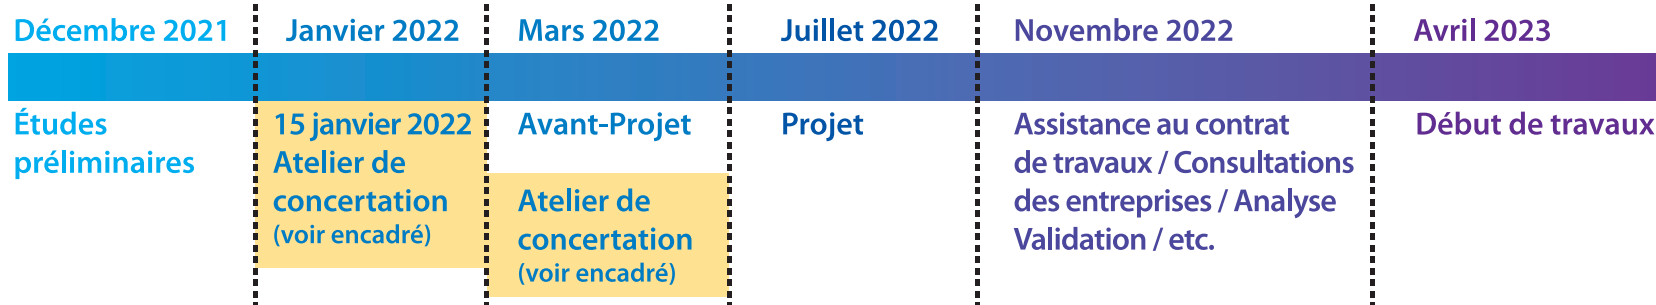 Décembre 2021
Janvier 2022
Mars 2022
Juillet 2022
Novembre 2022
Avril 2023
Études
préliminaires
15 janvier 2022
Atelier de
concertation
(voir encadré)
Avant-Projet
Atelier de
concertation
(voir encadré)
Projet
Assistance au contrat
de travaux / Consultations
des entreprises / Analyse
Validation / etc.
Début de travaux